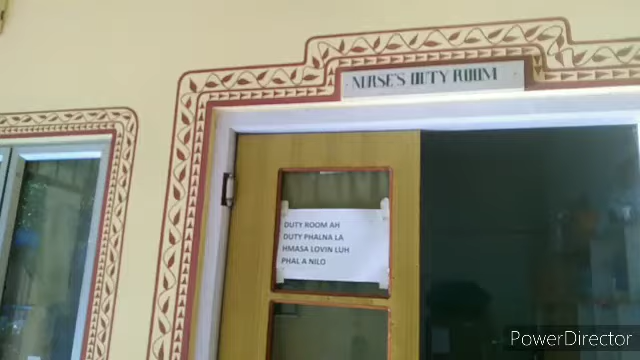 NURSE'S DUTY ROOM
DUTY ROOM AH
DUTY PHALNA LA
HMASA LOVIN LUH
PHAL A NILO
PowerDirector